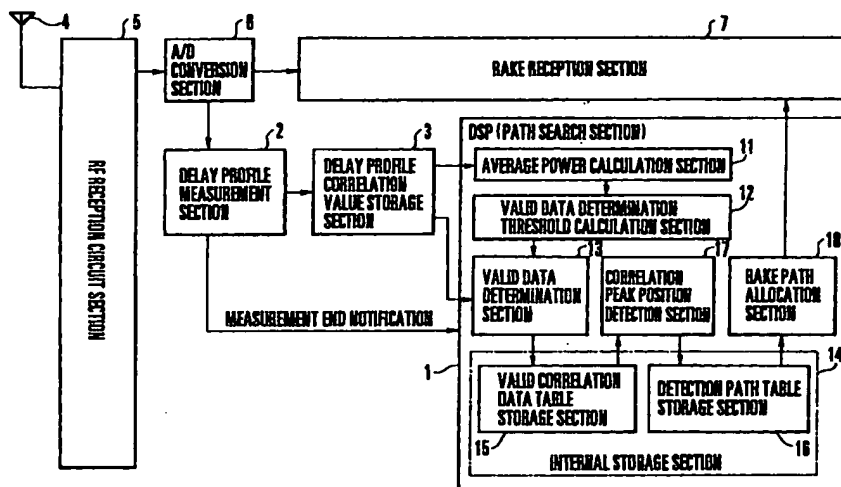 4
5
6
7
RF RECEPTION CIRCUIT SECTION
A/D
CONVERSION
SECTION
RAKE RECEPTION SECTION
2
3
DSP (PATH SEARCH SECTION)
11
DELAY PROFILE
MEASUREMENT
SECTION
DELAY PROFILE
CORRELATION
VALUE STORAGE
SECTION
AVERAGE POWER CALCULATION SECTION
12
VALID DATA DETERMINATION
THRESHOLD CALCULATION SECTION
13
17
18
VALID DATA
DETERMINATION
SECTION
CORRELATION
PEAK POSITION
DETECTION SECTION
RAKE PATH
ALLOCATION
SECTION
MEASUREMENT END NOTIFICATION
1
14
VALID CORRELATION
DATA TABLE
STORAGE SECTION
DETECTION PATH TABLE
STORAGE SECTION
15
16
INTERNAL STORAGE SECTION